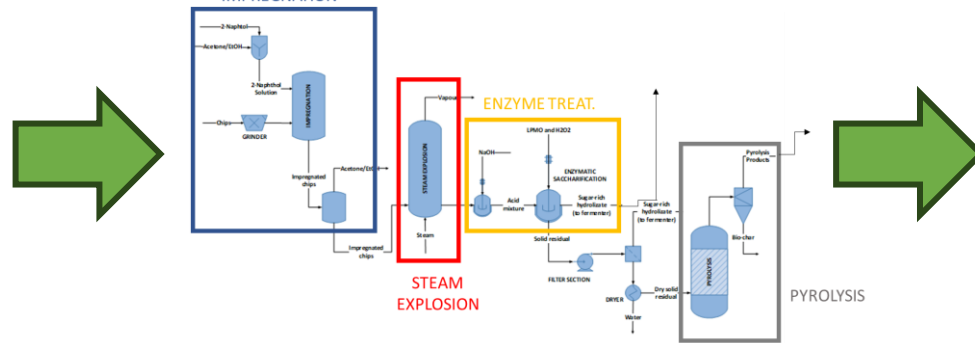 IMPREGNATION
2-Naphtol
Acetone/EtOH
2-Naphthol
Solution
Chips
GRINDER
IMPREGNATION
Impregnated
chips
Acetone/EtOH
Impregnated
chips
STEAM EXPLOSION
Vapour
Steam
STEAM
EXPLOSION
ENZYME TREAT.
LPMO and H2O2
NaOH
ENZYMATIC
SACCHARIFICATION
Acid
mixture
Sugar-rich
hydrolizate
(to fermenter)
Solid residual
FILTER SECTION
Sugar-rich
hydrolizate
(to fermenter)
DRYER
Water
Dry solid
residual
PYROLYSIS
Pyrolysis
Products
Bio-char
PYROLYSIS